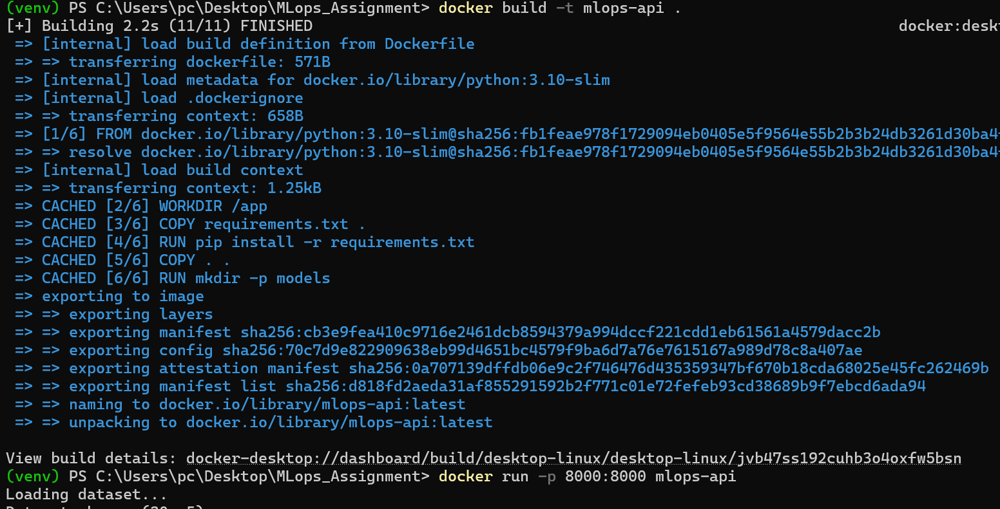 (venv) PS C:\Users\pc\Desktop\MLops_Assignment> docker build -t mlops-api .
[+] Building 2.2s (11/11) FINISHED docker:deskt
=> [internal] load build definition from Dockerfile
=> => transferring dockerfile: 571B
=> [internal] load metadata for docker.io/library/python:3.10-slim
=> [internal] load .dockerignore
=> => transferring context: 658B
=> [1/6] FROM docker.io/library/python:3.10-slim@sha256:fb1feae978f1729094eb0405e5f9564e55b2b3b24db3261d30ba4
=> => resolve docker.io/library/python:3.10-slim@sha256:fb1feae978f1729094eb0405e5f9564e55b2b3b24db3261d30ba4
=> [internal] load build context
=> => transferring context: 1.25kB
=> CACHED [2/6] WORKDIR /app
=> CACHED [3/6] COPY requirements.txt .
=> CACHED [4/6] RUN pip install -r requirements.txt
=> CACHED [5/6] COPY . .
=> CACHED [6/6] RUN mkdir -p models
=> exporting to image
=> => exporting layers
=> => exporting manifest sha256:cb3e9fea410c9716e2461dcb8594379a994dccf221cdd1eb61561a4579dacc2b
=> => exporting config sha256:70c7d9e822909638eb99d4651bc4579f9ba6d7a76e7615167a989d78c8a407ae
=> => exporting attestation manifest sha256:0a707139dffdb06e9c2f746476d435359347bf670b18cda68025e45fc262469b
=> => exporting manifest list sha256:d818fd2aeda31af855291592b2f771c01e72fefeb93cd38689b9f7ebcd6ada94
=> => naming to docker.io/library/mlops-api:latest
=> => unpacking to docker.io/library/mlops-api:latest
View build details: docker-desktop://dashboard/build/desktop-linux/desktop-linux/jvb47ss192cuhb3o4oxfw5bsn
(venv) PS C:\Users\pc\Desktop\MLops_Assignment> docker run -p 8000:8000 mlops-api
Loading dataset...